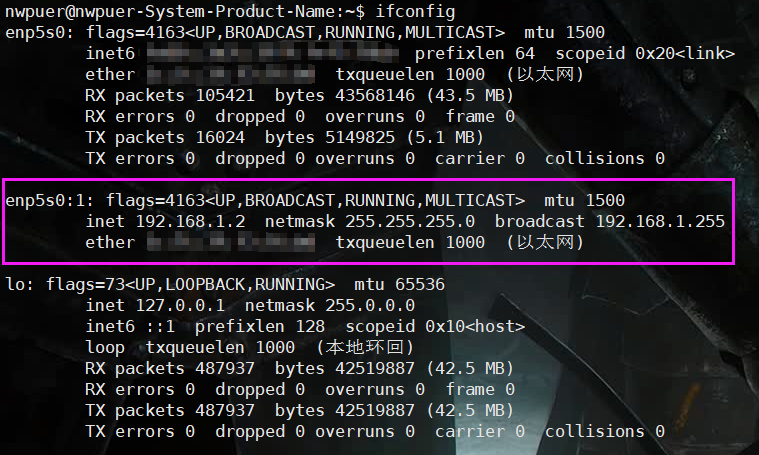 nwpuer@nwpuer-System-Product-Name:~$ ifconfig
enp5s0: flags=4163<UP,BROADCAST,RUNNING,MULTICAST>  mtu 1500
        inet6 prefixlen 64  scopeid 0x20<link>
        ether txqueuelen 1000  (以太网)
        RX packets 105421  bytes 43568146 (43.5 MB)
        RX errors 0  dropped 0  overruns 0  frame 0
        TX packets 16024  bytes 5149825 (5.1 MB)
        TX errors 0  dropped 0 overruns 0  carrier 0  collisions 0
enp5s0:1: flags=4163<UP,BROADCAST,RUNNING,MULTICAST>  mtu 1500
        inet 192.168.1.2  netmask 255.255.255.0  broadcast 192.168.1.255
        ether txqueuelen 1000  (以太网)
lo: flags=73<UP,LOOPBACK,RUNNING>  mtu 65536
        inet 127.0.0.1  netmask 255.0.0.0
        inet6 ::1  prefixlen 128  scopeid 0x10<host>
        loop  txqueuelen 1000  (本地环回)
        RX packets 487937  bytes 42519887 (42.5 MB)
        RX errors 0  dropped 0  overruns 0  frame 0
        TX packets 487937  bytes 42519887 (42.5 MB)
        TX errors 0  dropped 0 overruns 0  carrier 0  collisions 0